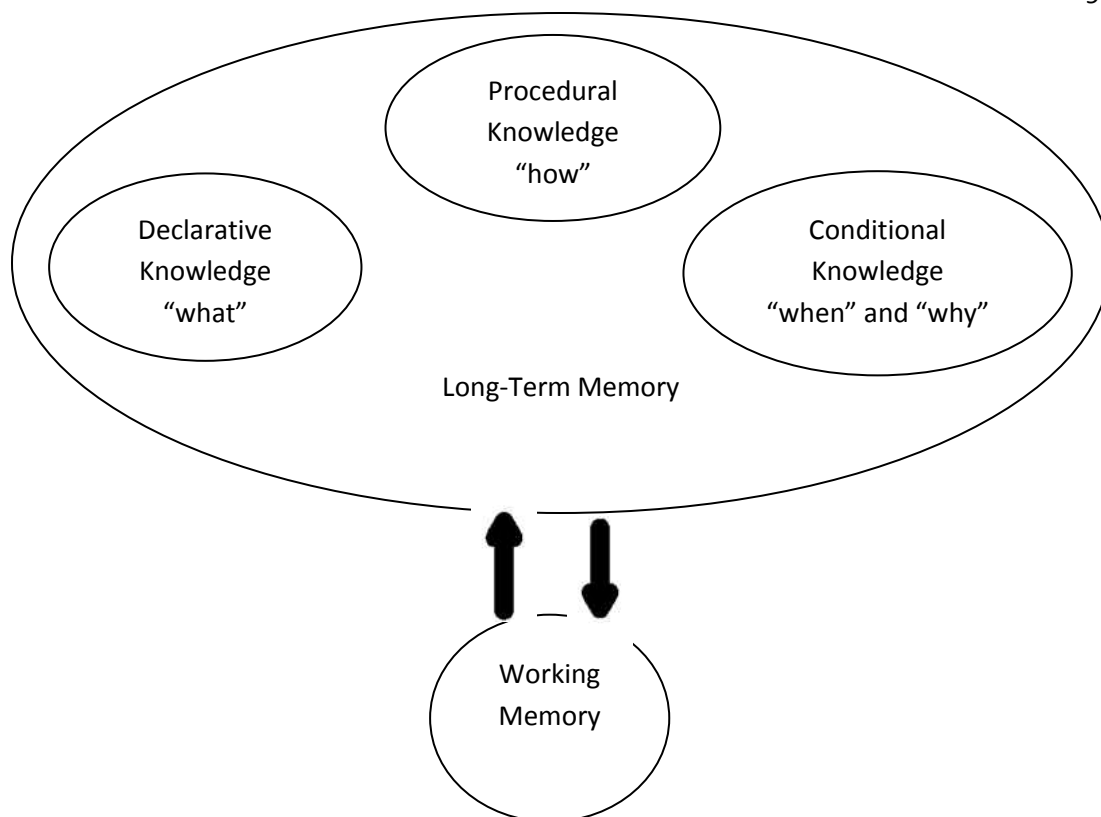 Procedural
Knowledge
“how”
Declarative
Knowledge
“what”
Conditional
Knowledge
“when” and “why”
Long-Term Memory
Working
Memory